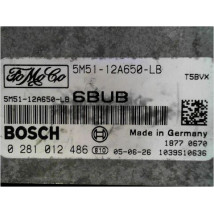 FoMoCo 5M51-12A650-LB
T5BVX
5M51-12A650-LB 6BUB
BOSCH Made in Germany
1877 0670
0 281 012 486 E10 05-06-26 1039S10636